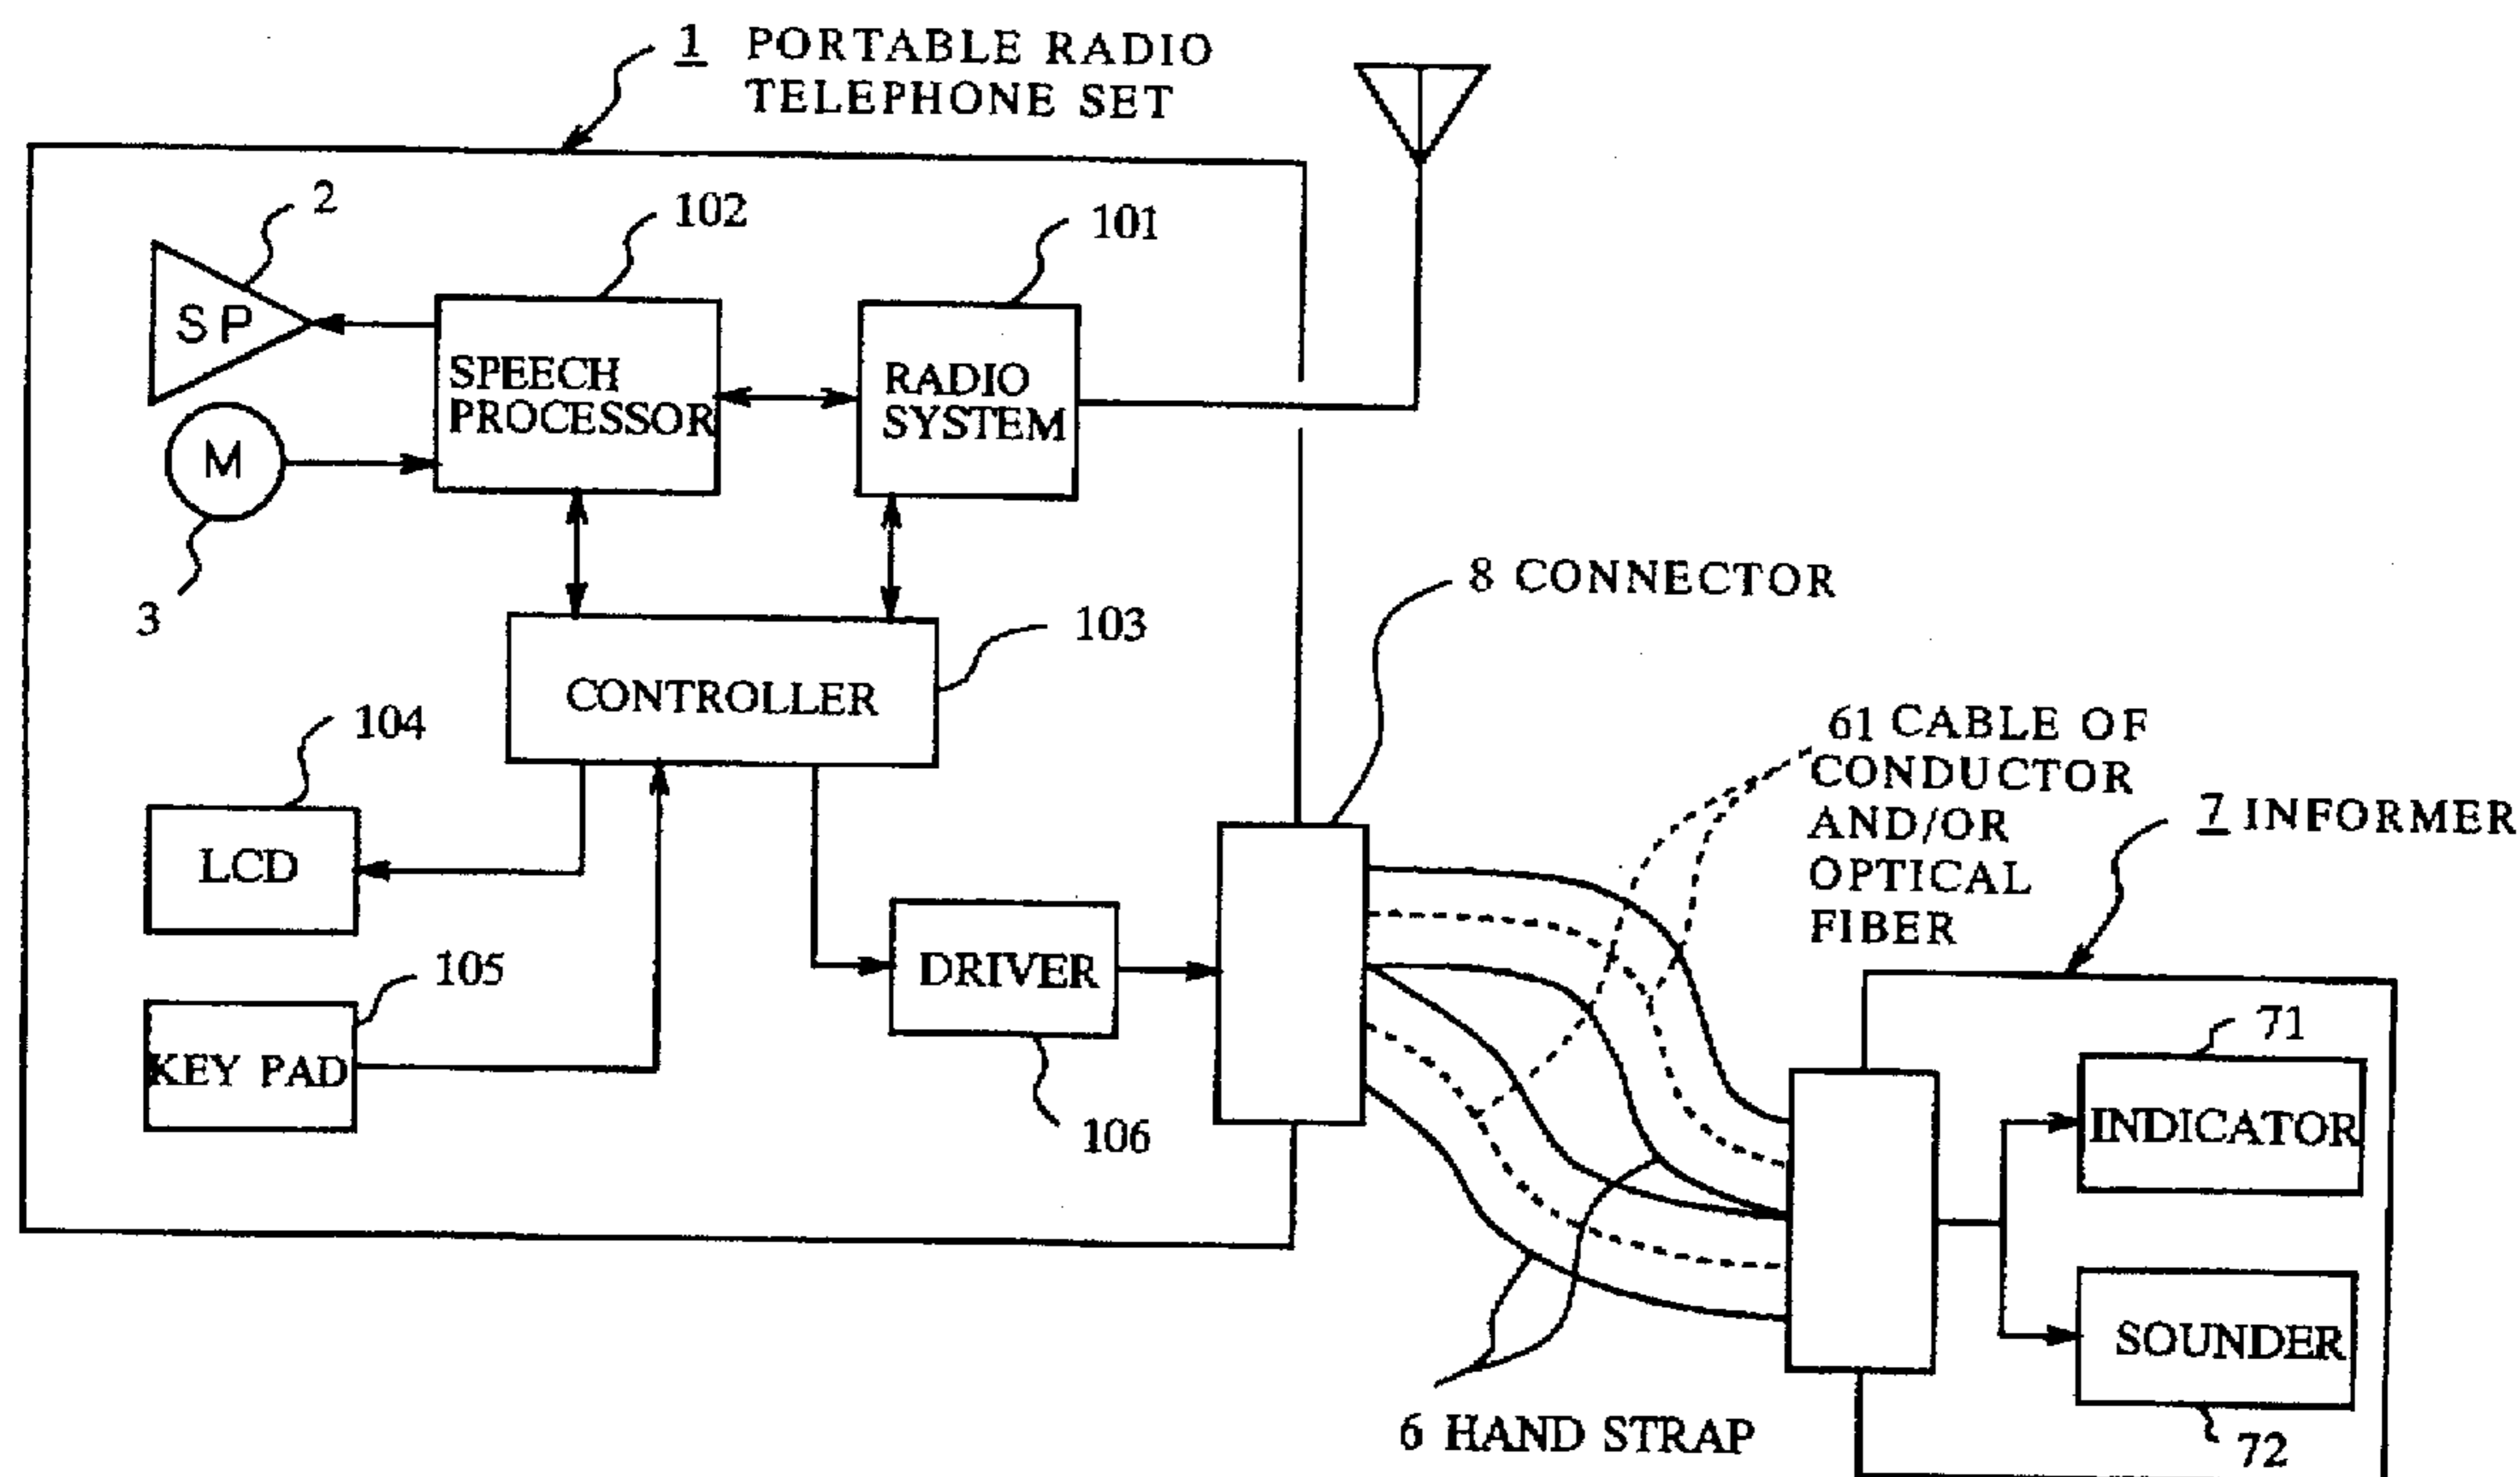 1 PORTABLE RADIO
TELEPHONE SET
2
102
101
SP
SPEECH
PROCESSOR
RADIO
SYSTEM
M
3
8 CONNECTOR
103
CONTROLLER
104
61 CABLE OF
CONDUCTOR
AND/OR
OPTICAL
FIBER
7 INFORMER
LCD
105
DRIVER
KEY PAD
106
71
INDICATOR
SOUNDER
6 HAND STRAP
72